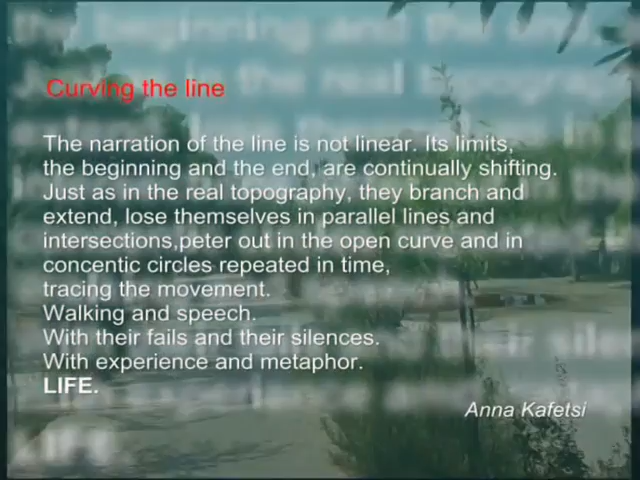 Curving the line
The narration of the line is not linear. Its limits,
the beginning and the end, are continually shifting.
Just as in the real topography, they branch and
extend, lose themselves in parallel lines and
intersections,peter out in the open curve and in
concentic circles repeated in time,
tracing the movement.
Walking and speech.
With their fails and their silences.
With experience and metaphor.
LIFE.
Anna Kafetsi